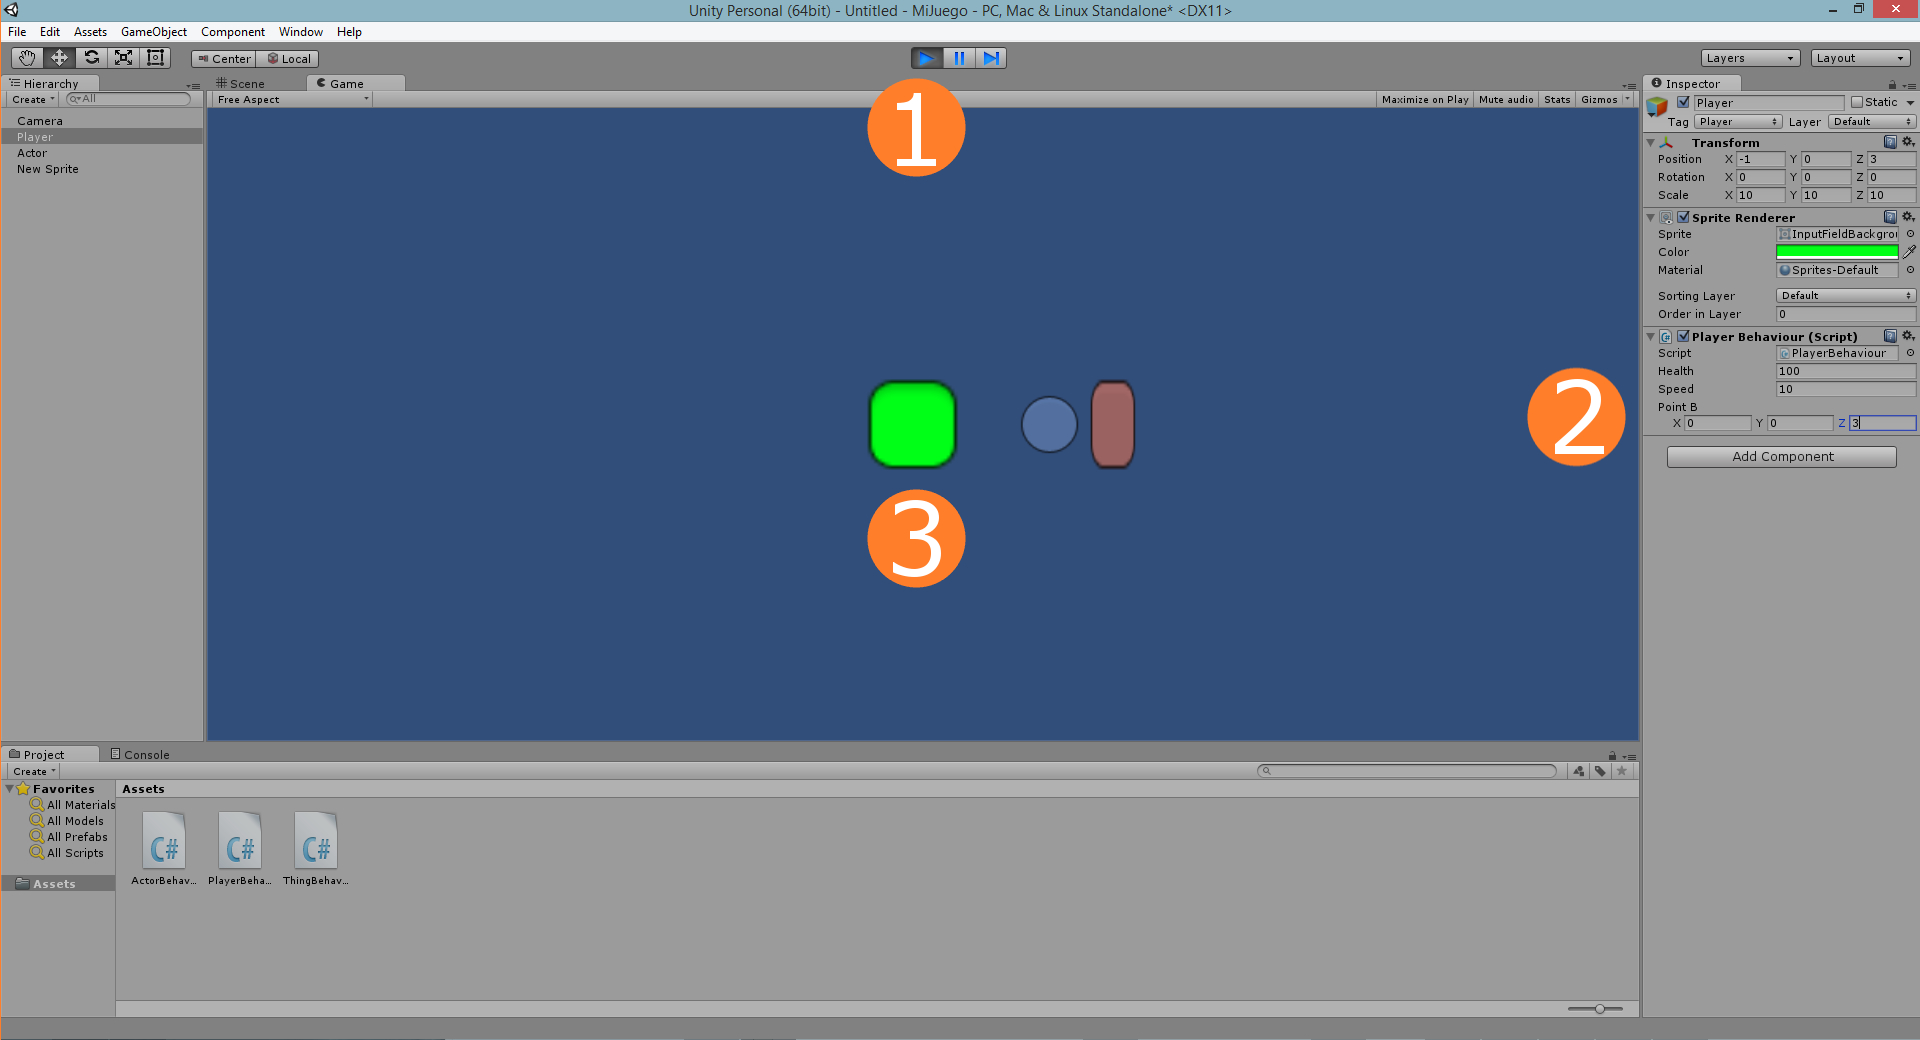 Unity Personal (64bit) - Untitled - MiJuego - PC, Mac & Linux Standalone* <DX11>
File Edit Assets GameObject Component Window Help
Center Local
Layers Layout
Hierarchy
Create All
Camera
Player
Actor
New Sprite
Scene Game
Free Aspect
Maximize on Play Mute audio Stats Gizmos
1
2
3
Inspector
Player Static
Tag Player Layer Default
Transform
Position X -1 Y 0 Z 3
Rotation X 0 Y 0 Z 0
Scale X 10 Y 10 Z 10
Sprite Renderer
Sprite InputFieldBackgrou
Color
Material Sprites-Default
Sorting Layer Default
Order in Layer 0
C# Player Behaviour (Script)
Script PlayerBehaviour
Health 100
Speed 10
Point B
X 0 Y 0 Z 3
Add Component
Project Console
Create
Favorites
All Materials
All Models
All Prefabs
All Scripts
Assets
Assets
C# C# C#
ActorBehav... PlayerBeha... ThingBehav...